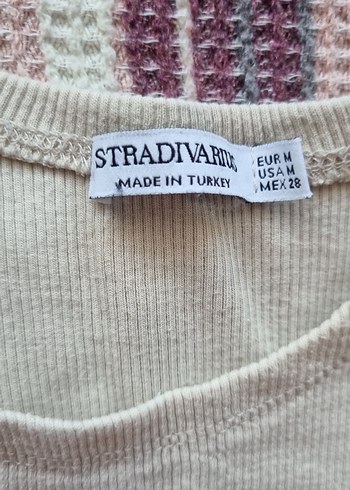 STRADIVARIUS
MADE IN TURKEY
EUR M
USA M
MEX 28